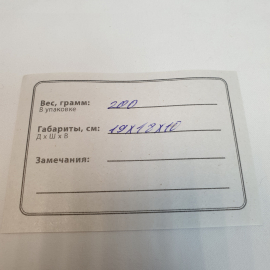 Вес, грамм: 200
В упаковке
Габариты, см: 19х12х10
Д х Ш х В
Замечания: